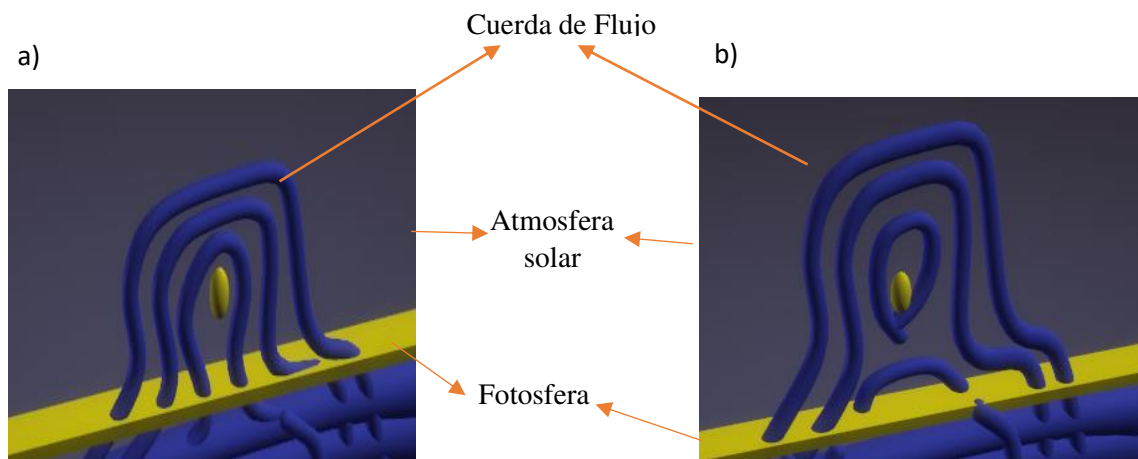 Cuerda de Flujo
a)
b)
Atmosfera
solar
Fotosfera